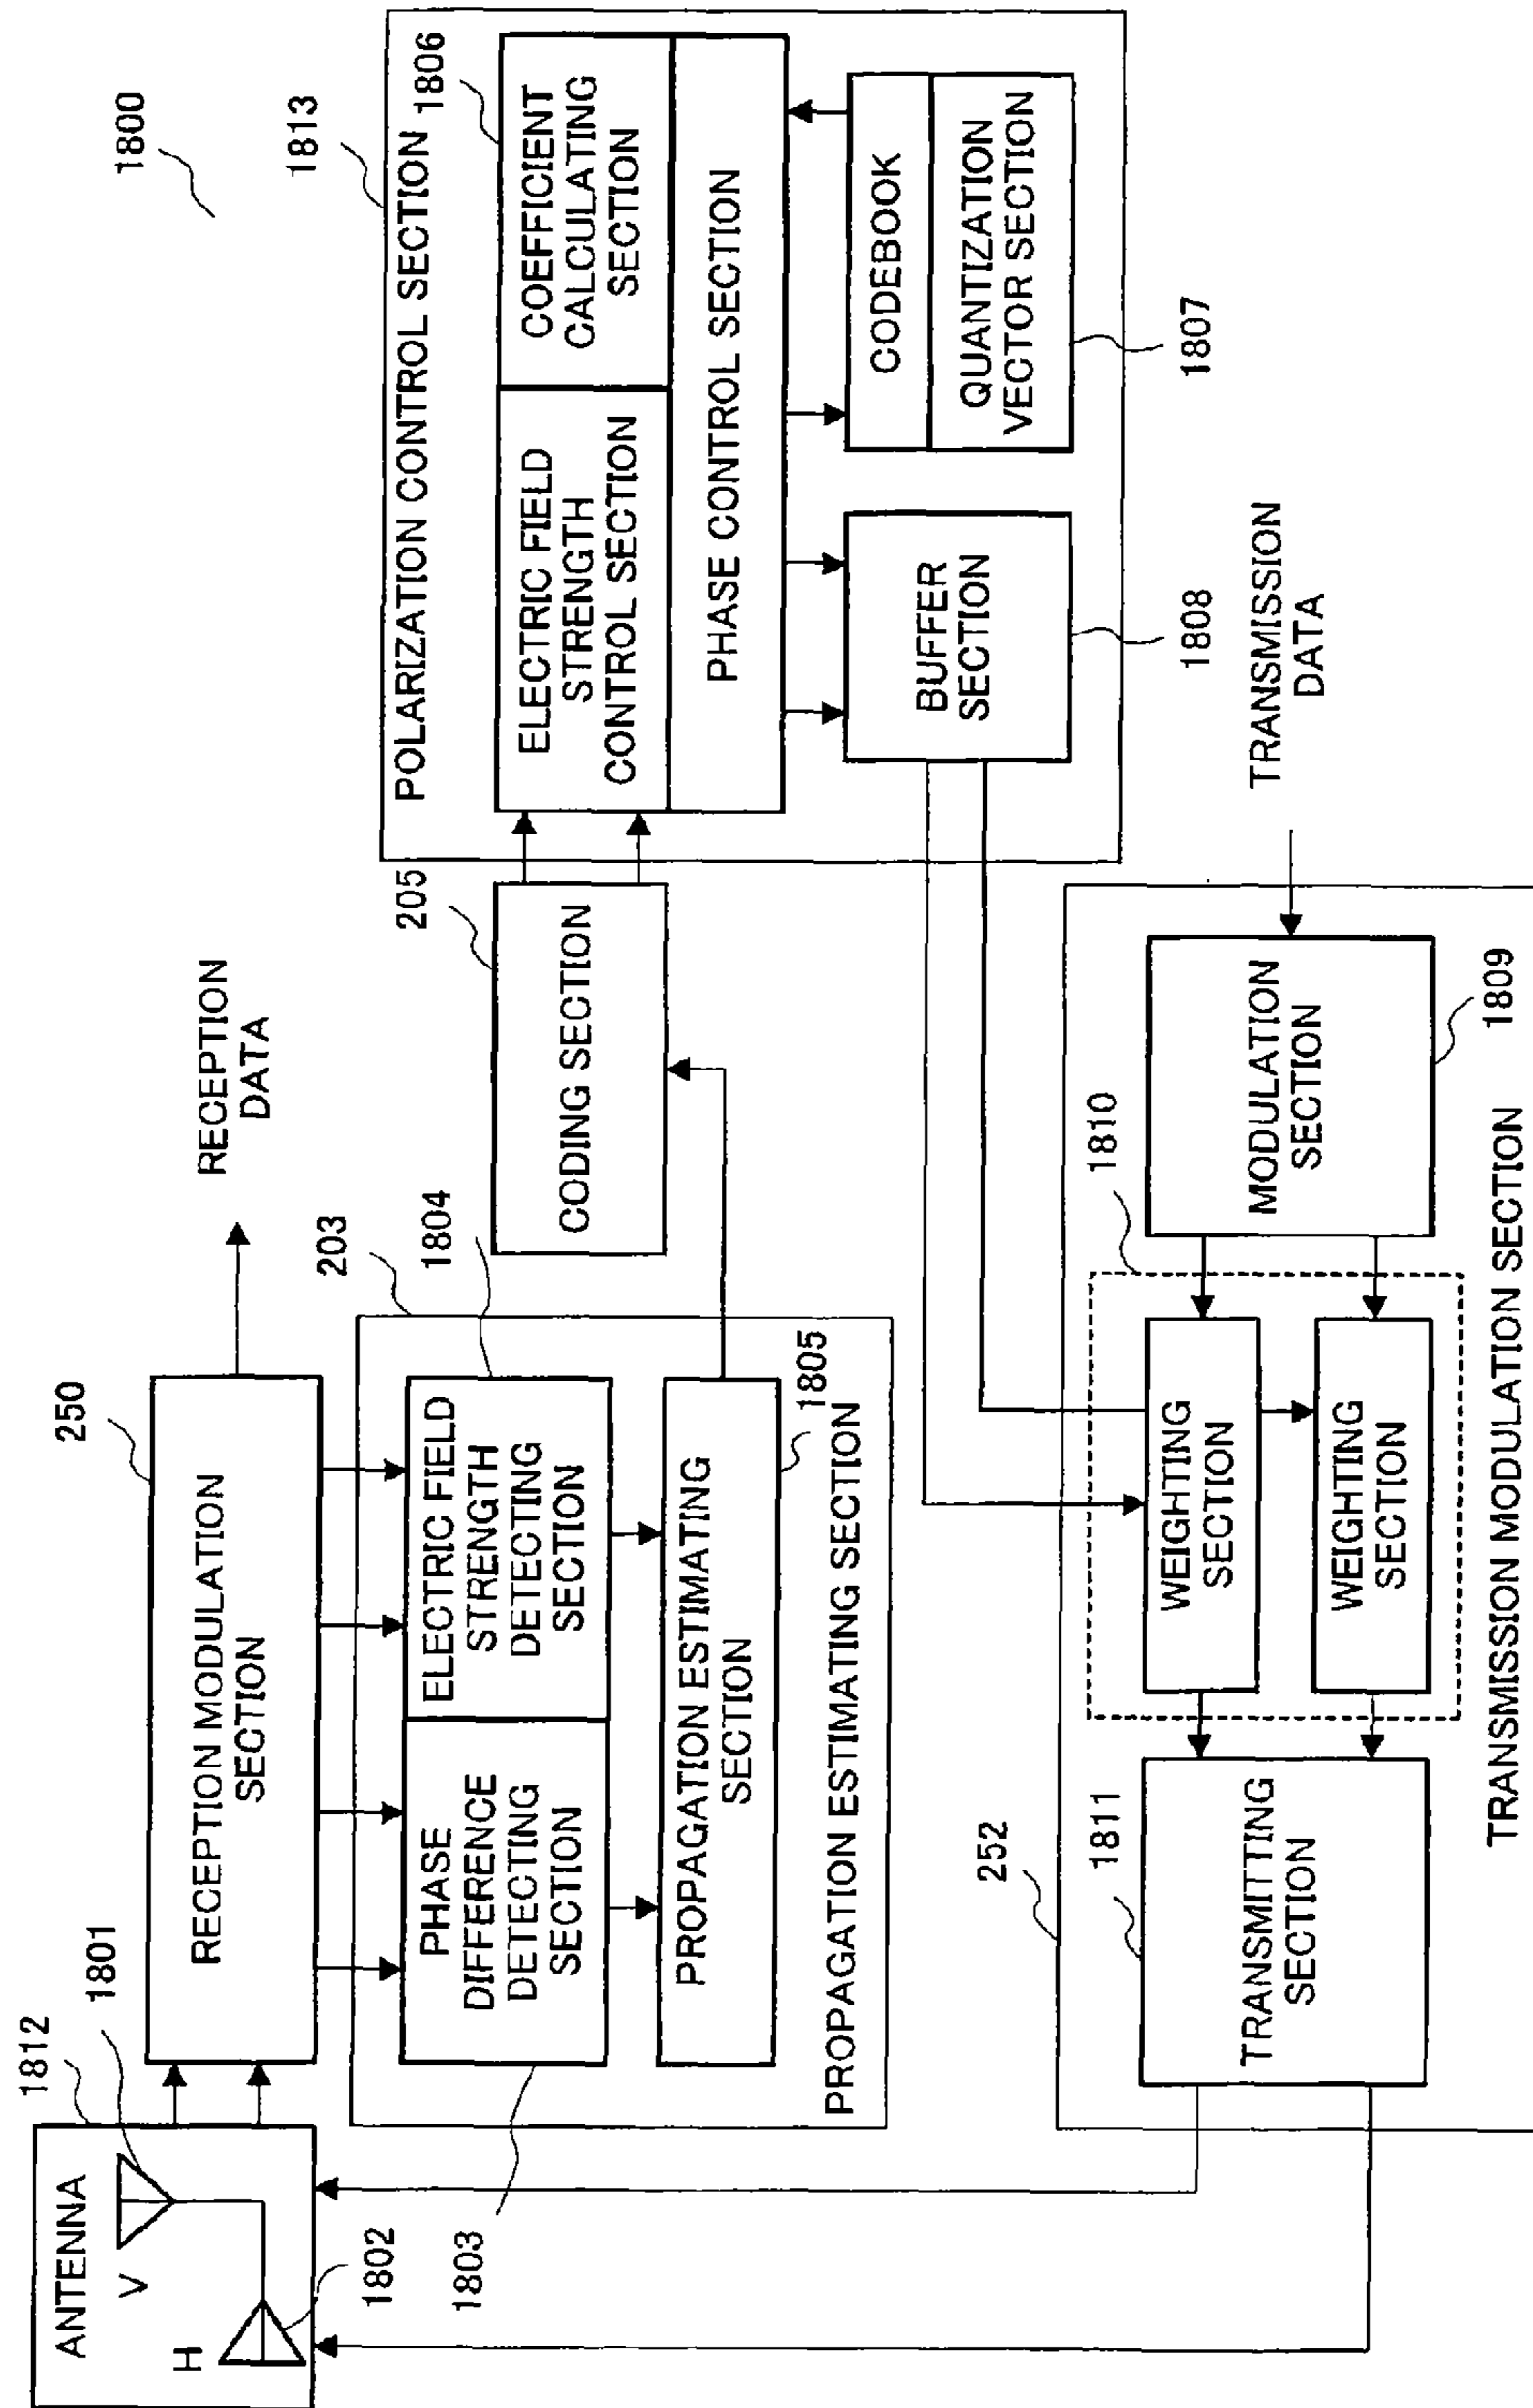 1800
ANTENNA
V
H
1812
1801
1802
RECEPTION MODULATION
SECTION
250
RECEPTION
DATA
203
PHASE
DIFFERENCE
DETECTING
SECTION
1803
ELECTRIC FIELD
STRENGTH
DETECTING
SECTION
1804
PROPAGATION ESTIMATING
SECTION
1805
PROPAGATION ESTIMATING SECTION
205
CODING SECTION
POLARIZATION CONTROL SECTION
1813
ELECTRIC FIELD
STRENGTH
CONTROL SECTION
COEFFICIENT
CALCULATING
SECTION
1806
PHASE CONTROL SECTION
BUFFER
SECTION
1808
CODEBOOK
QUANTIZATION
VECTOR SECTION
1807
TRANSMISSION
DATA
252
TRANSMITTING
SECTION
1811
1810
WEIGHTING
SECTION
WEIGHTING
SECTION
MODULATION
SECTION
1809
TRANSMISSION MODULATION SECTION